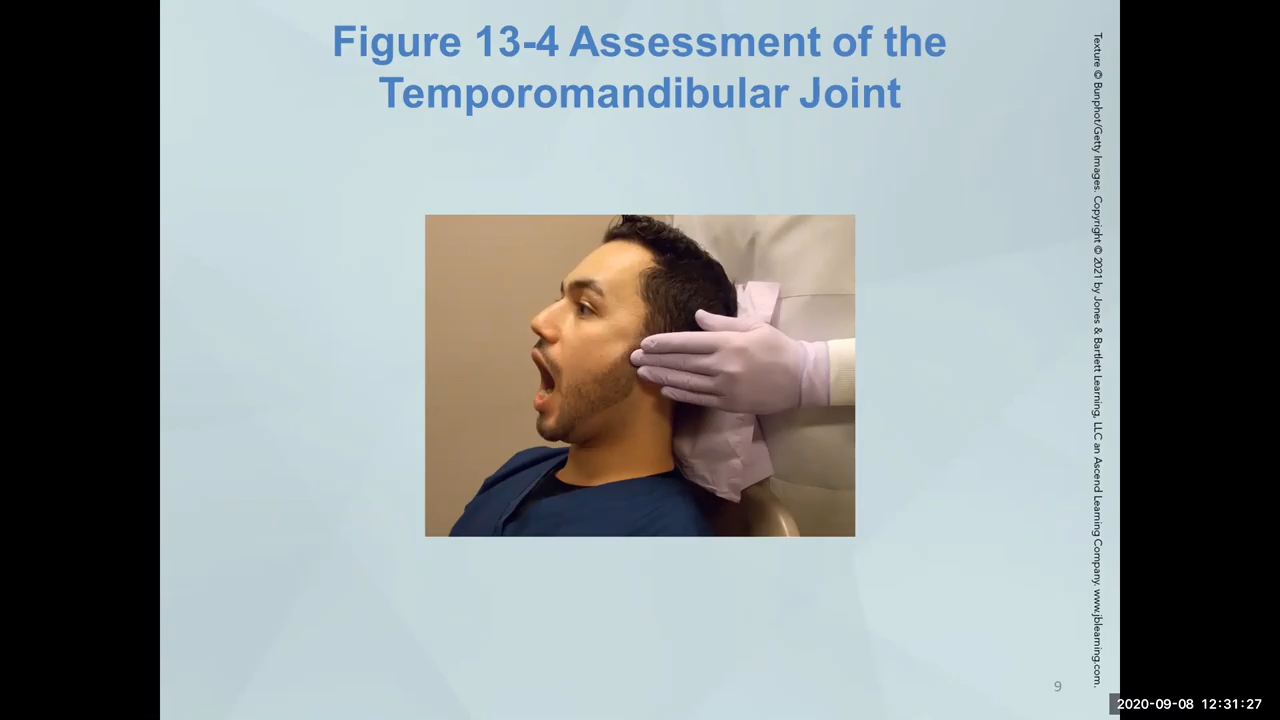 Figure 13-4 Assessment of the
Temporomandibular Joint
Texture © Bunphot/Getty Images. Copyright © 2021 by Jones & Bartlett Learning, LLC an Ascend Learning Company. www.jblearning.com.
9
2020-09-08 12:31:27